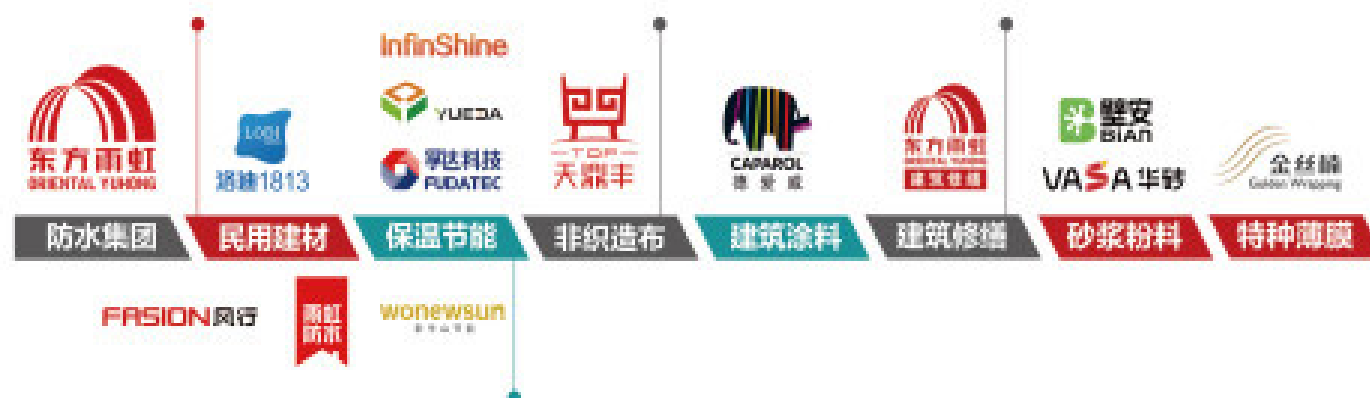 InfinShine
东方雨虹
ORIENTAL YUHONG
LODI
洛迪1813
YUEDA
孚达科技
FUDATEC
TOP
天鼎丰
CAPAROL
德爱威
东方雨虹
建筑修缮
壁安
BIAN
VASA 华砂
金丝楠
Golden Wrapping
防水集团
民用建材
保温节能
非织造布
建筑涂料
建筑修缮
砂浆粉料
特种薄膜
FASION风行
雨虹
防水
wonewsun